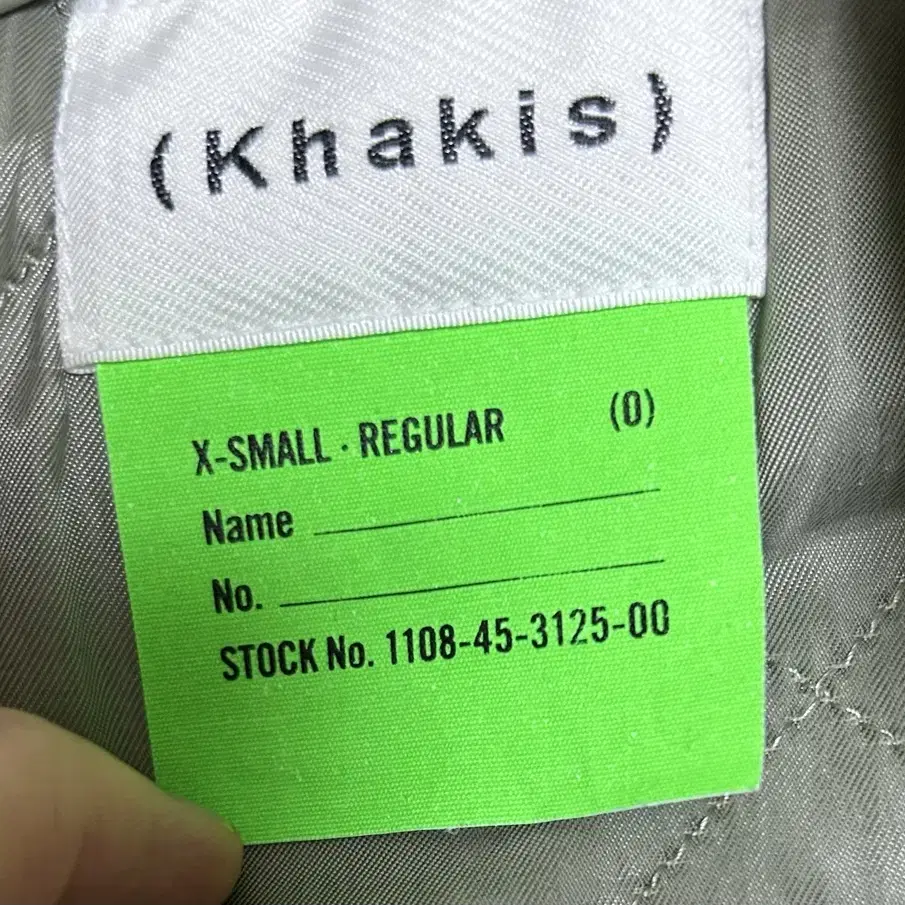 (Khakis)
X-SMALL · REGULAR (0)
Name
No.
STOCK No. 1108-45-3125-00